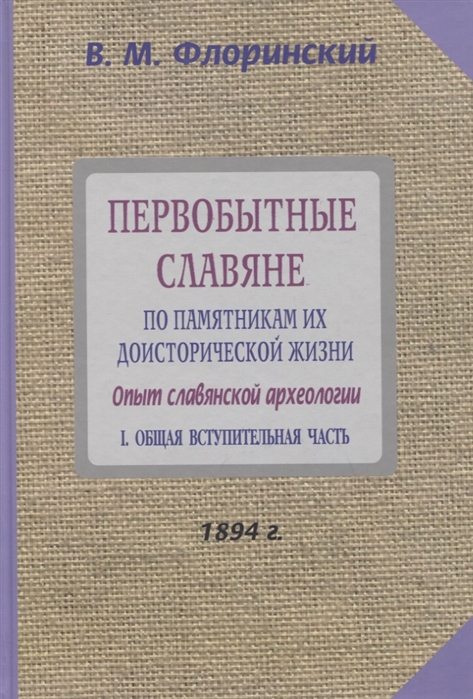 В. М. Флоринский
ПЕРВОБЫТНЫЕ
СЛАВЯНЕ
ПО ПАМЯТНИКАМ ИХ
ДОИСТОРИЧЕСКОЙ ЖИЗНИ
Опыт славянской археологии
I. ОБЩАЯ ВСТУПИТЕЛЬНАЯ ЧАСТЬ
1894 г.